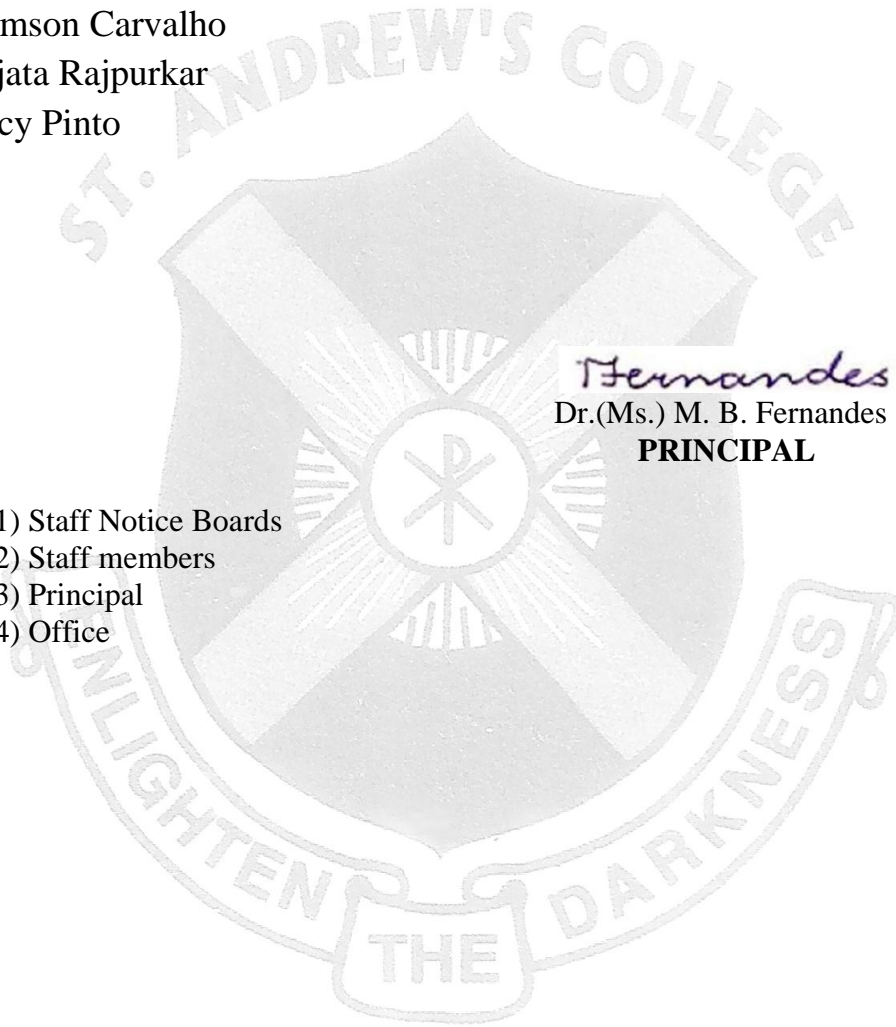 mson Carvalho
jata Rajpurkar
cy Pinto
ST. ANDREW'S COLLEGE
Fernandes
Dr.(Ms.) M. B. Fernandes
PRINCIPAL
1) Staff Notice Boards
2) Staff members
3) Principal
4) Office
ENLIGHTEN
THE
DARKNESS